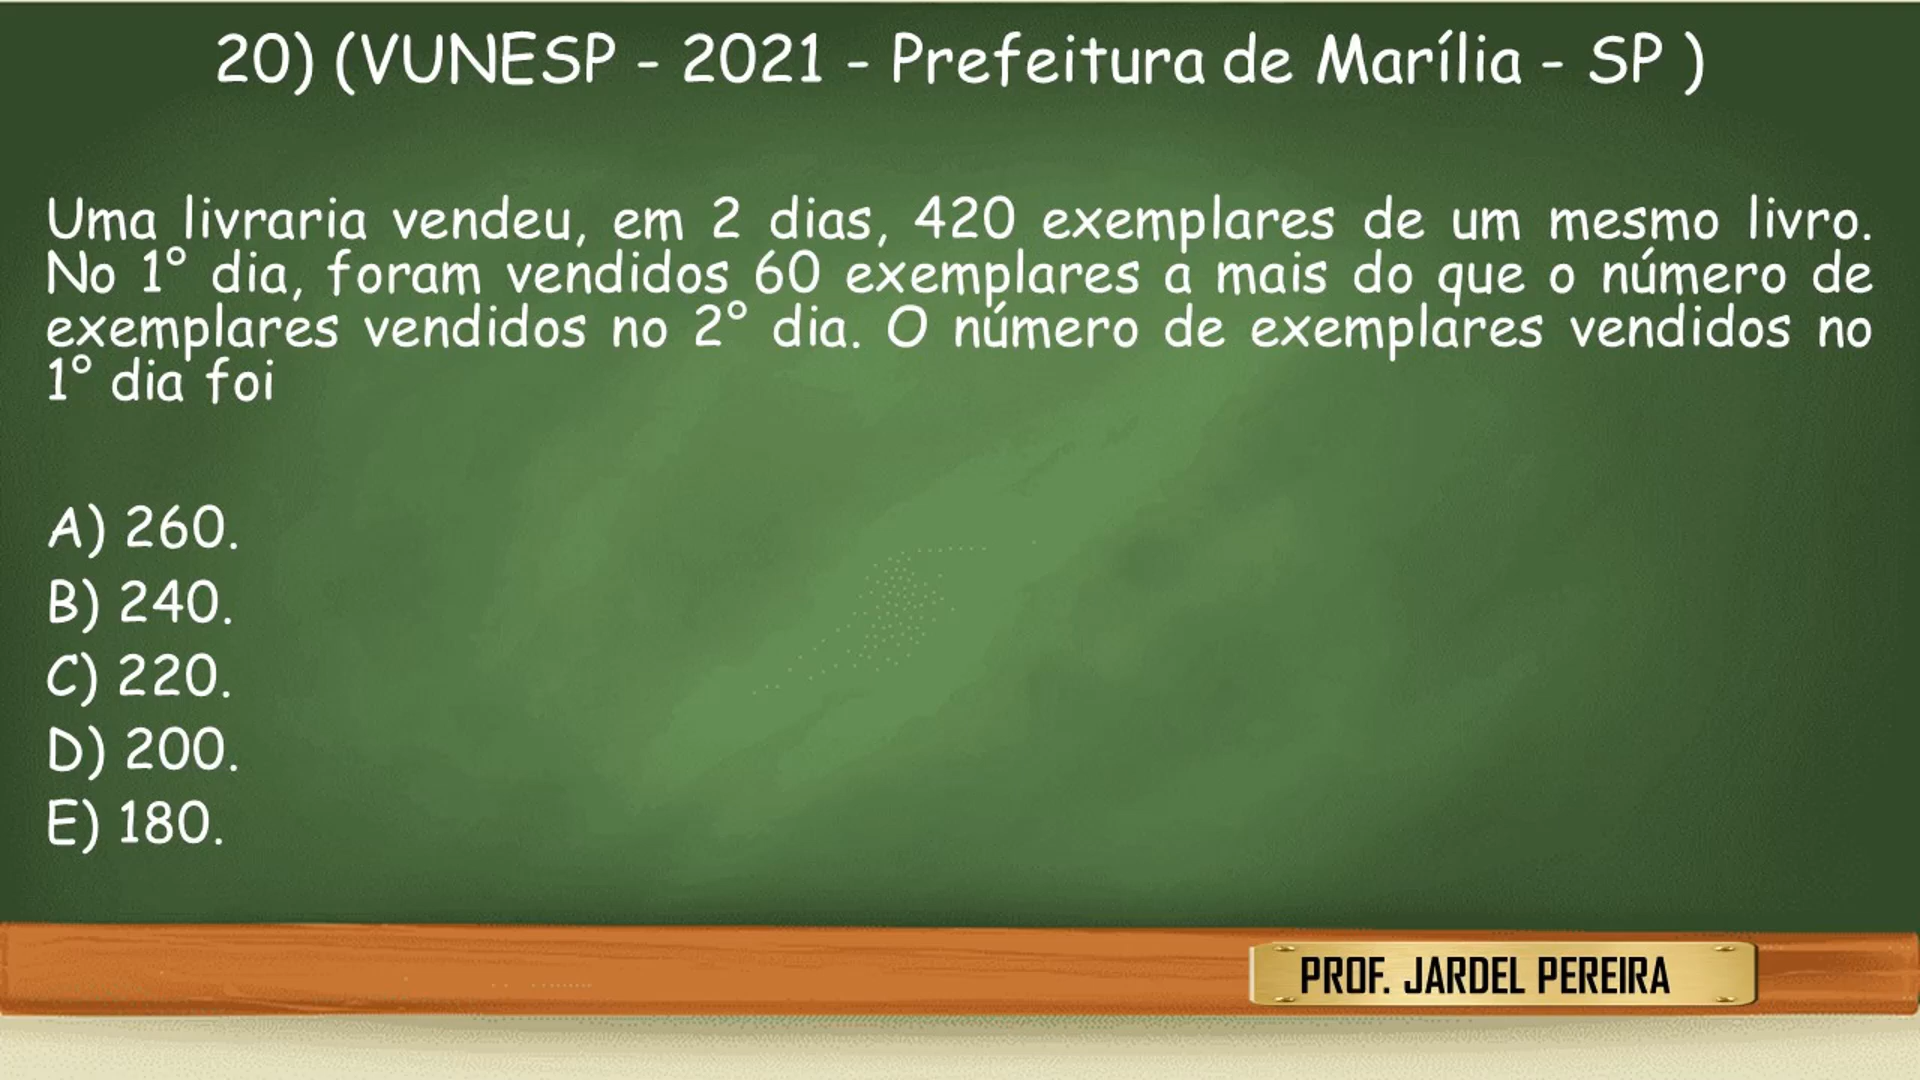 20) (VUNESP - 2021 - Prefeitura de Marília - SP )
Uma livraria vendeu, em 2 dias, 420 exemplares de um mesmo livro.
No 1° dia, foram vendidos 60 exemplares a mais do que o número de
exemplares vendidos no 2° dia. O número de exemplares vendidos no
1° dia foi
A) 260.
B) 240.
C) 220.
D) 200.
E) 180.
PROF. JARDEL PEREIRA